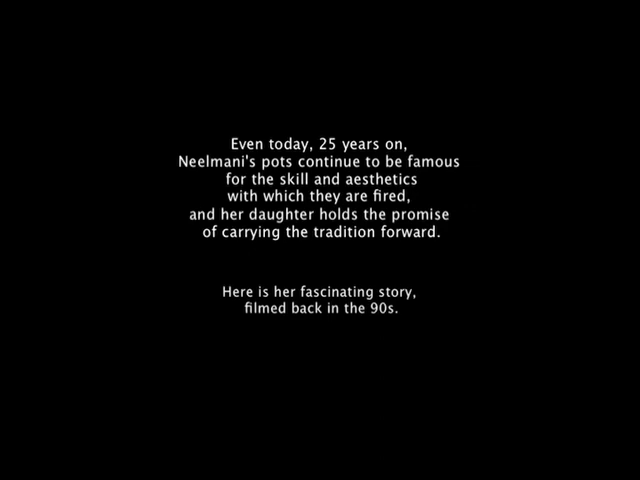 Even today, 25 years on,
Neelmani's pots continue to be famous
for the skill and aesthetics
with which they are fired,
and her daughter holds the promise
of carrying the tradition forward.
Here is her fascinating story,
filmed back in the 90s.